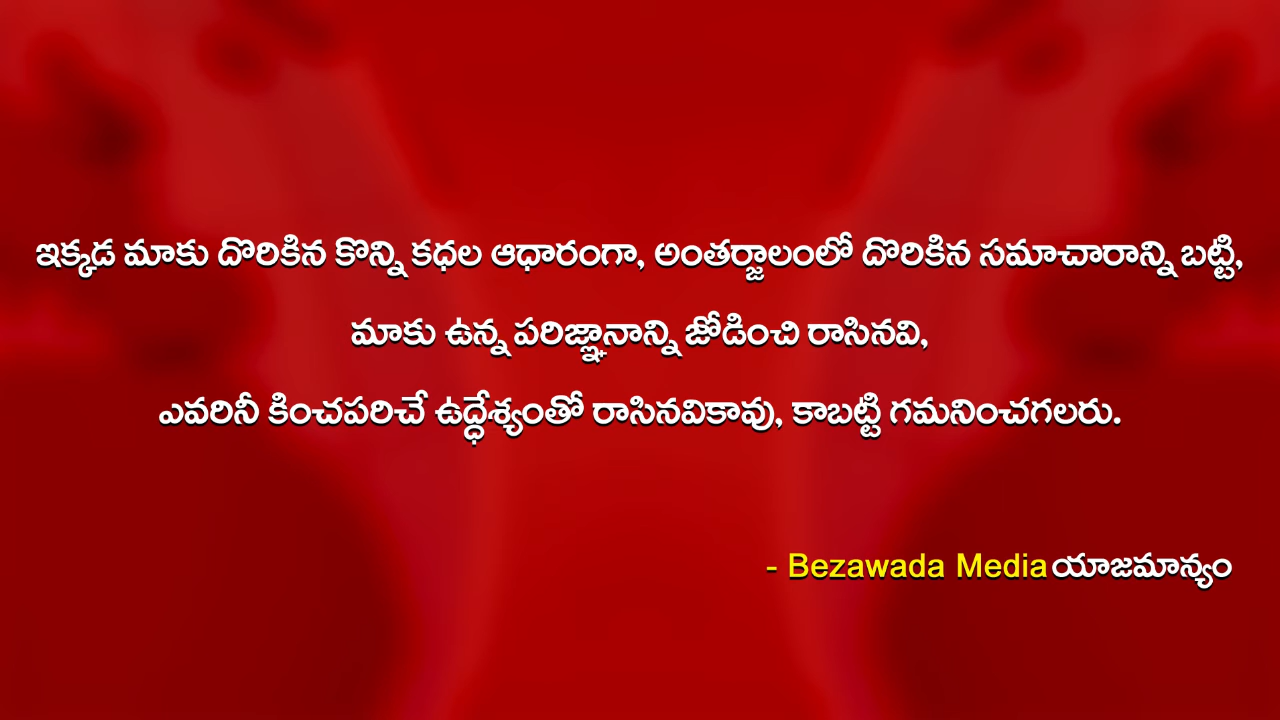 ఇక్కడ మాకు దొరికిన కొన్ని కధల ఆధారంగా, అంతర్జాలంలో దొరికిన సమాచారాన్ని బట్టి,
మాకు ఉన్న పరిజ్ఞానాన్ని జోడించి రాసినవి,
ఎవరినీ కించపరిచే ఉద్ధేశ్యంతో రాసినవికావు, కాబట్టి గమనించగలరు.
- Bezawada Media యాజమాన్యం